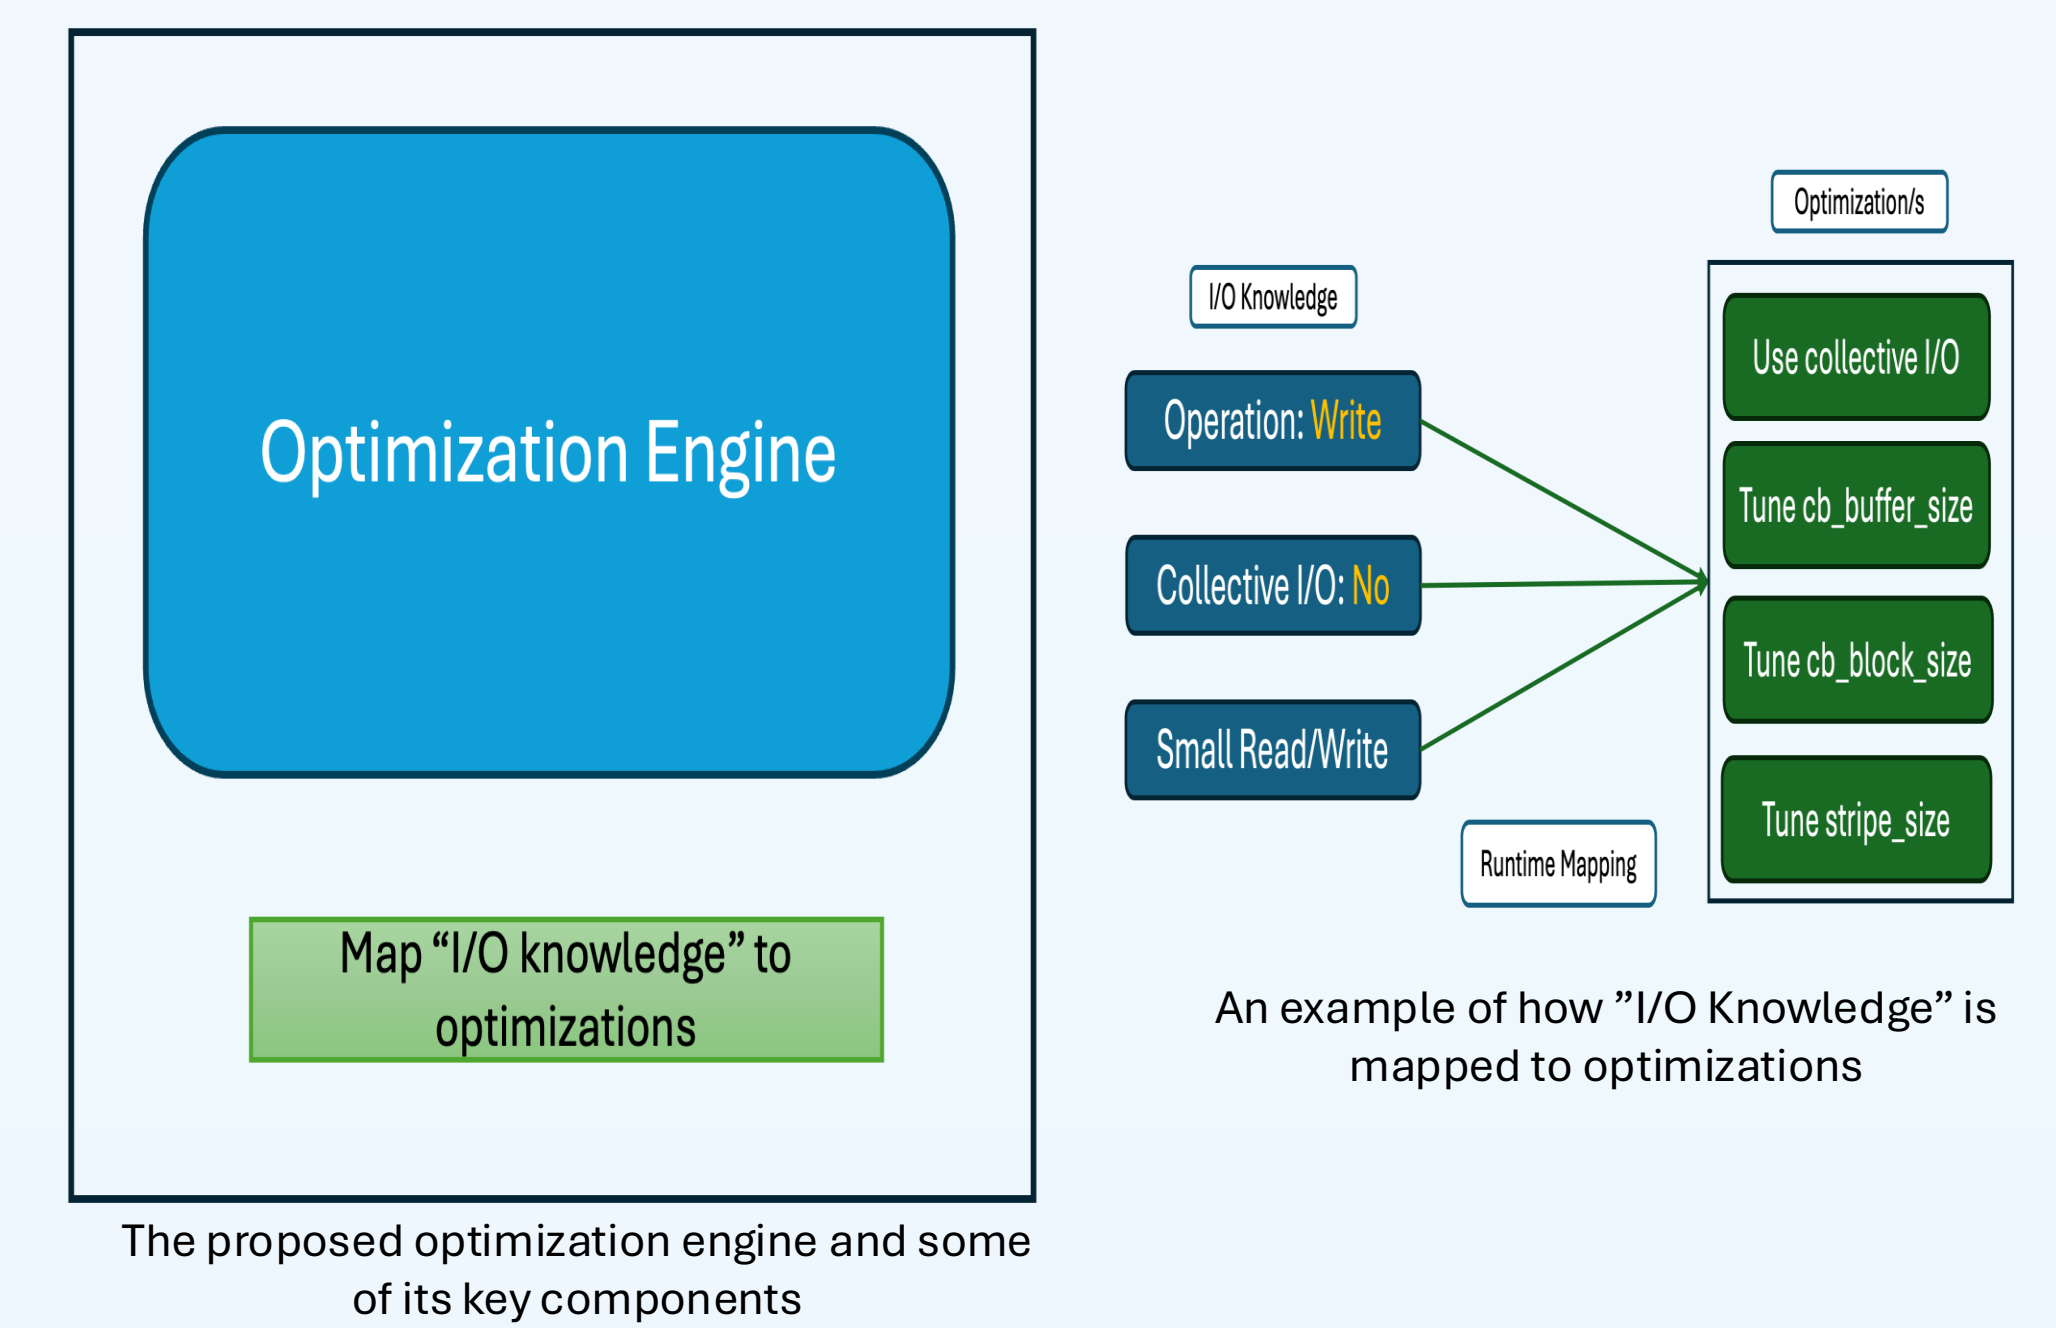 Optimization Engine
Map “I/O knowledge” to
optimizations
The proposed optimization engine and some
of its key components
I/O Knowledge
Operation: Write
Collective I/O: No
Small Read/Write
Runtime Mapping
Optimization/s
Use collective I/O
Tune cb_buffer_size
Tune cb_block_size
Tune stripe_size
An example of how ”I/O Knowledge” is
mapped to optimizations